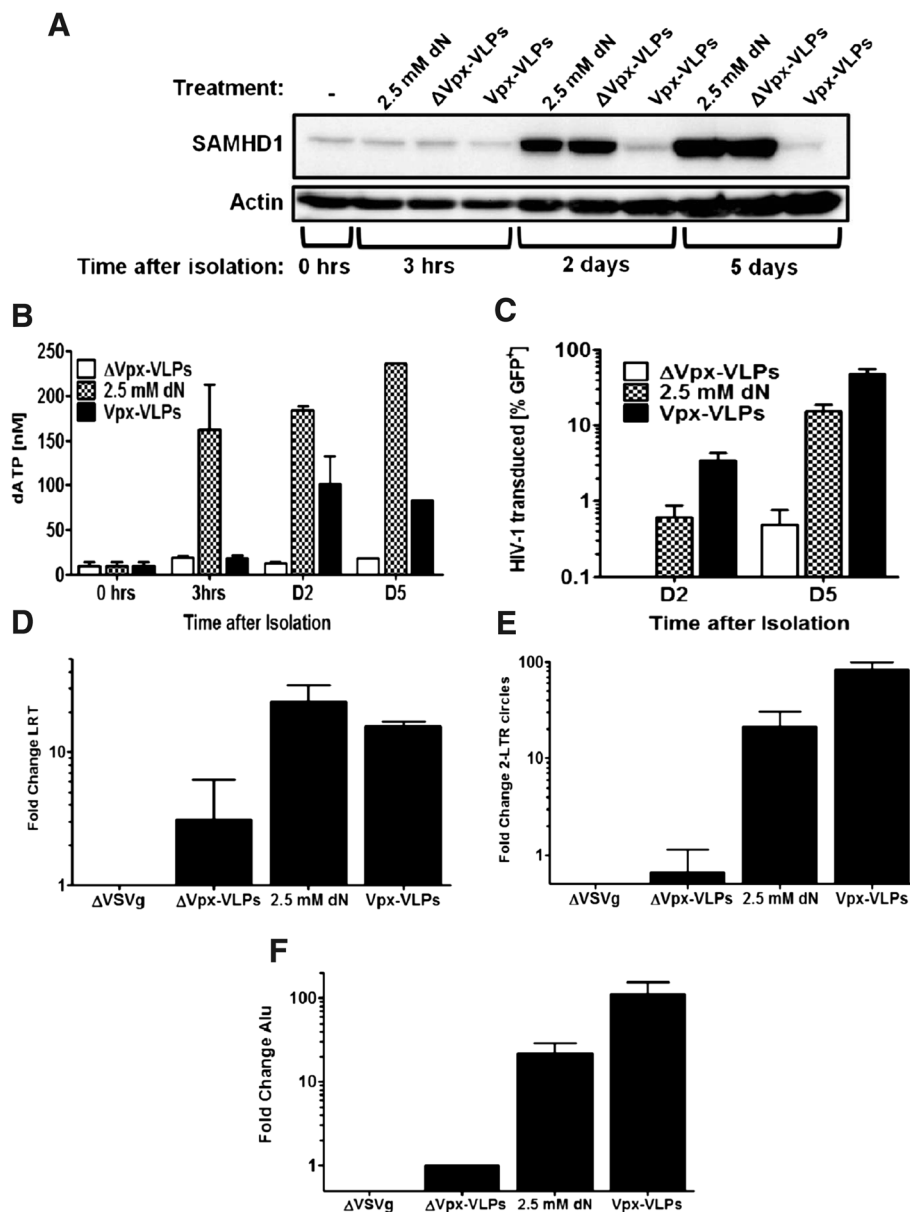 A
Treatment: - 2.5 mM dN ΔVpx-VLPs Vpx-VLPs 2.5 mM dN ΔVpx-VLPs Vpx-VLPs 2.5 mM dN ΔVpx-VLPs Vpx-VLPs
SAMHD1
Actin
Time after isolation: 0 hrs 3 hrs 2 days 5 days
B
dATP [nM]
250
200
150
100
50
0
ΔVpx-VLPs
2.5 mM dN
Vpx-VLPs
0 hrs 3hrs D2 D5
Time after Isolation
C
HIV-1 transduced [% GFP+]
100
10
1
0.1
ΔVpx-VLPs
2.5 mM dN
Vpx-VLPs
D2 D5
Time after Isolation
D
Fold Change LRT
10
1
ΔVSVg ΔVpx-VLPs 2.5 mM dN Vpx-VLPs
E
Fold Change 2-LTR circles
100
10
1
ΔVSVg ΔVpx-VLPs 2.5 mM dN Vpx-VLPs
F
Fold Change Alu
100
10
1
ΔVSVg ΔVpx-VLPs 2.5 mM dN Vpx-VLPs